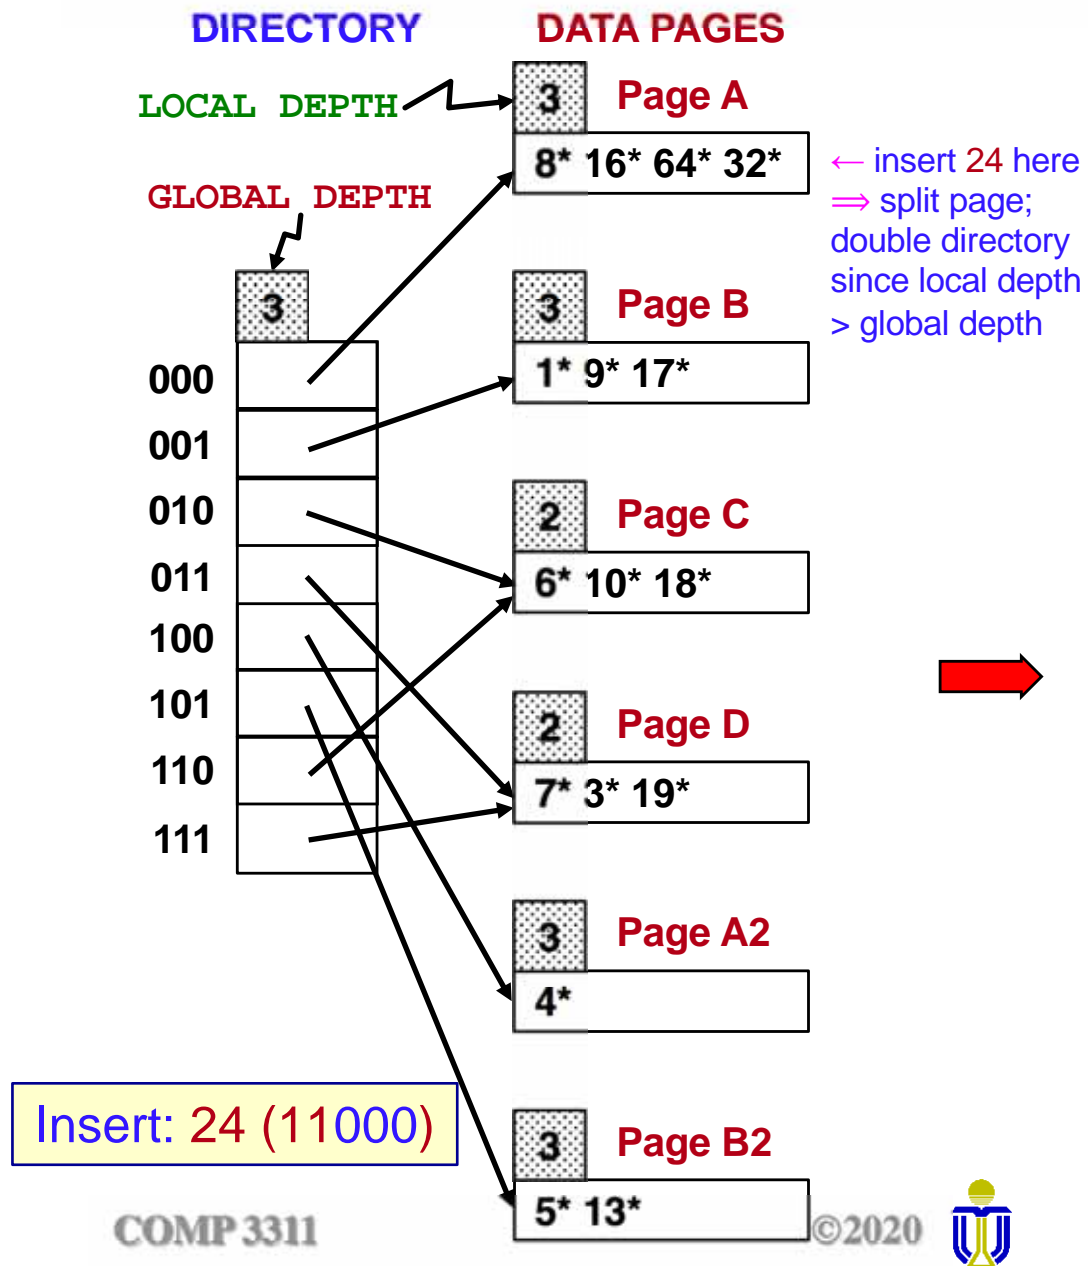 DIRECTORY
DATA PAGES
LOCAL DEPTH
3 Page A
8* 16* 64* 32*
← insert 24 here
⟹ split page;
double directory
since local depth
> global depth
GLOBAL DEPTH
3
000
001
010
011
100
101
110
111
3 Page B
1* 9* 17*
2 Page C
6* 10* 18*
2 Page D
7* 3* 19*
3 Page A2
4*
3 Page B2
5* 13*
Insert: 24 (11000)
COMP 3311
©2020